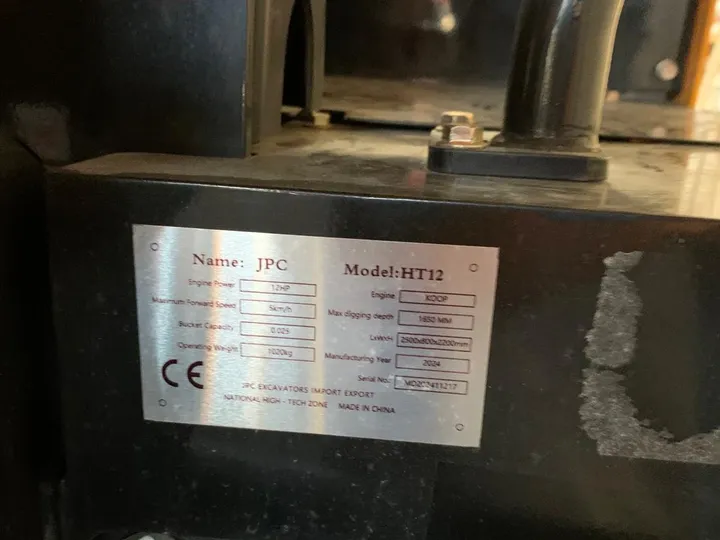 Name: JPC Model:HT12
Engine Power 12HP Engine KOOP
Maximum Forward Speed 5km/h Max digging depth 1650 MM
Bucket Capacity 0.025 LxWxH 2500x800x2200mm
Operating Weight 1020kg Manufacturing Year 2024
CE Serial No.: MD202411217
JPC EXCAVATORS IMPORT EXPORT
NATIONAL HIGH - TECH ZONE MADE IN CHINA